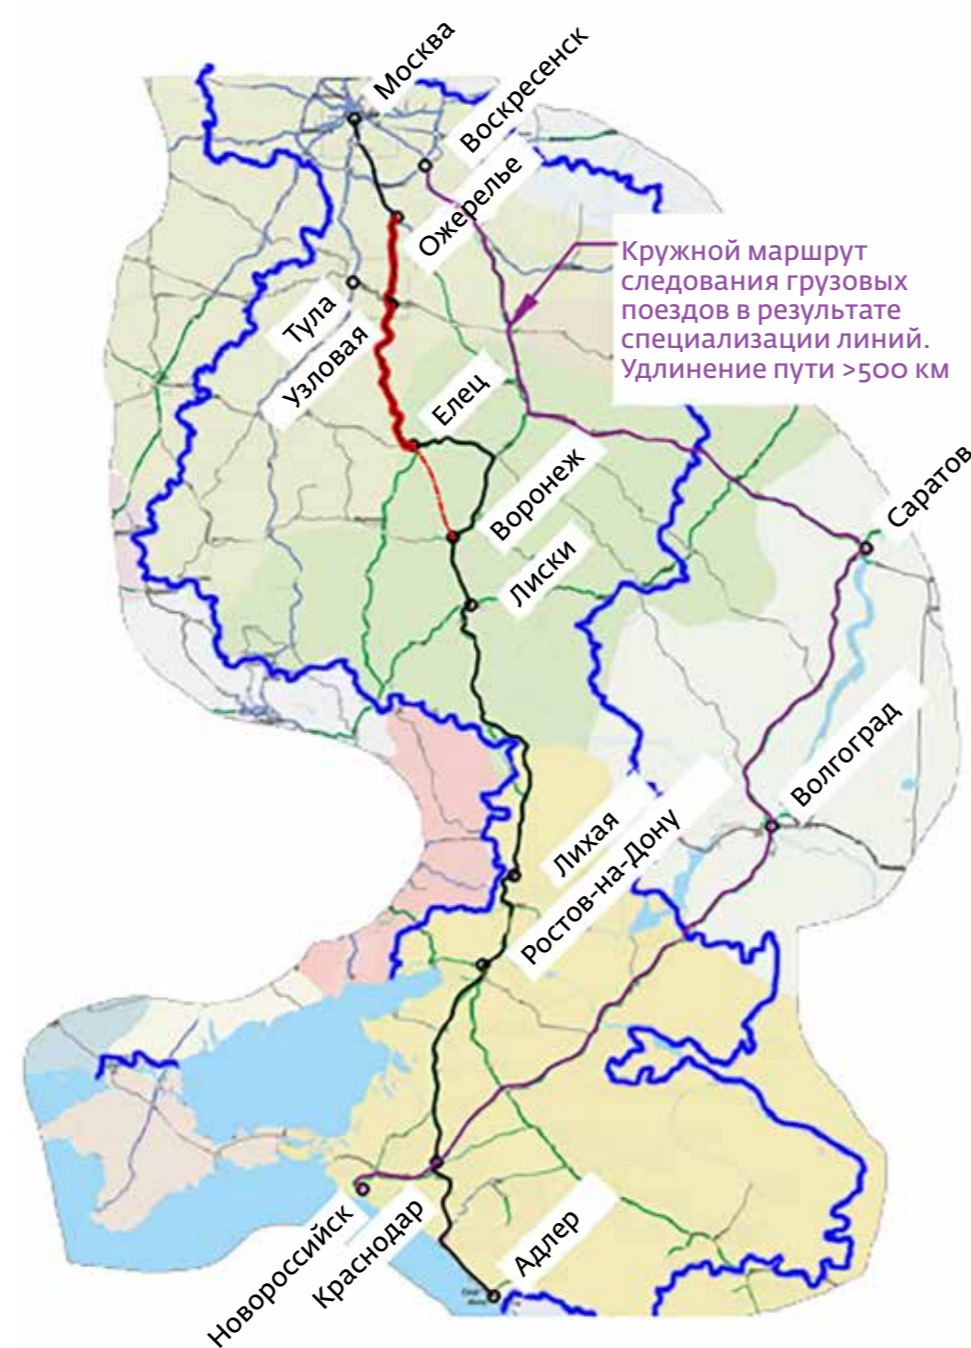 Москва
Воскресенск
Ожерелье
Кружной маршрут
следования грузовых
поездов в результате
специализации линий.
Удлинение пути >500 км
Тула
Узловая
Елец
Воронеж
Саратов
Лиски
Волгоград
Лихая
Ростов-на-Дону
Новороссийск
Краснодар
Адлер